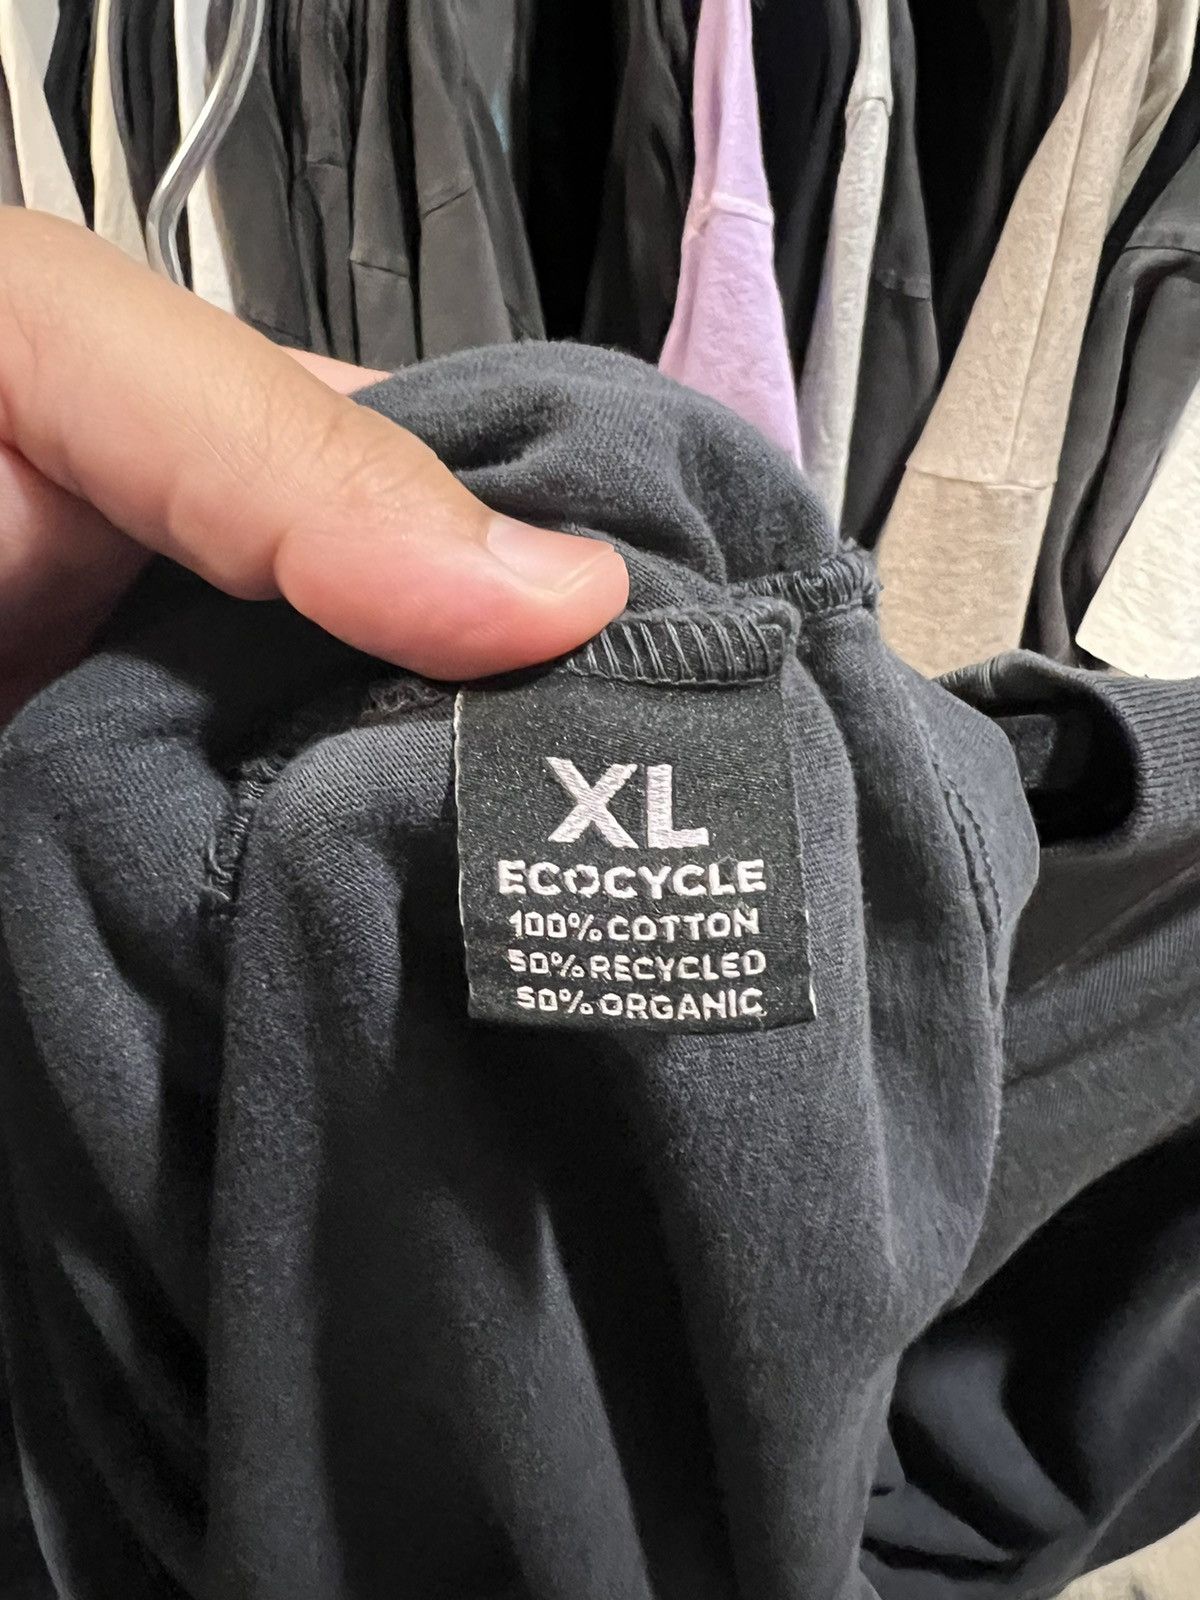 XL
ECOCYCLE
100% COTTON
50% RECYCLED
50% ORGANIC